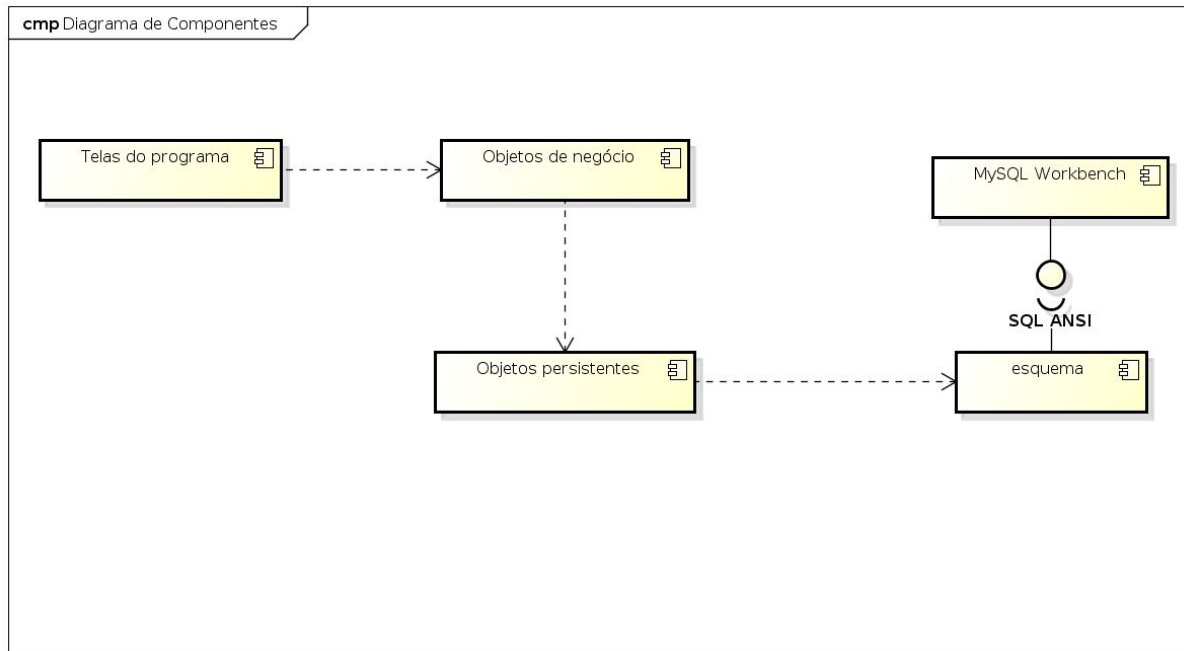 cmp Diagrama de Componentes
Telas do programa
Objetos de negócio
MySQL Workbench
SQL ANSI
Objetos persistentes
esquema